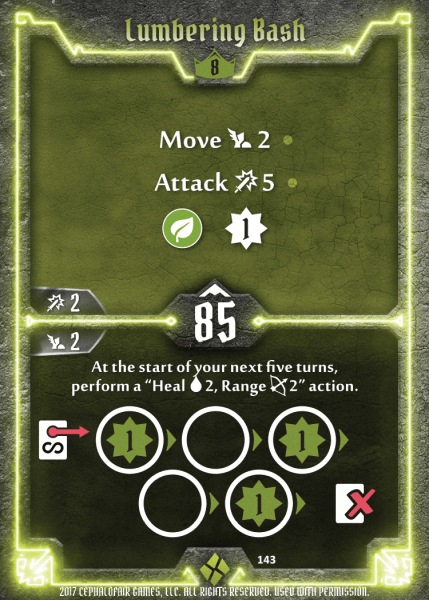 Lumbering Bash
8
Move 2
Attack 5
1
2
85
2
At the start of your next five turns,
perform a “Heal 2, Range 2” action.
S
1
1
1
X
143
2017 CEPHALOFAIR GAMES, LLC. ALL RIGHTS RESERVED. USED WITH PERMISSION.